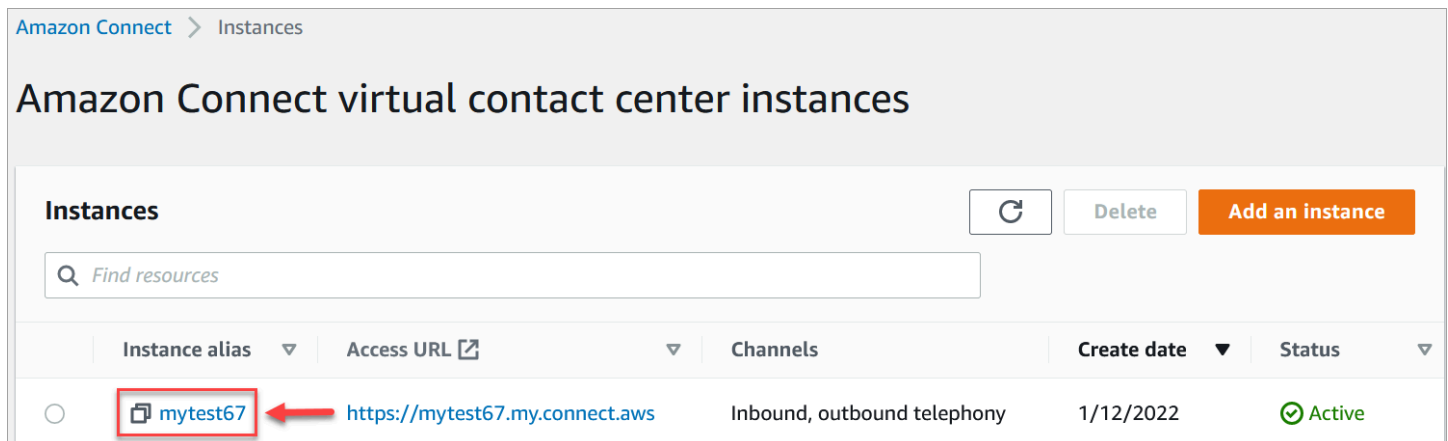 Amazon Connect > Instances
Amazon Connect virtual contact center instances
Instances Delete Add an instance
Find resources
Instance alias Access URL Channels Create date Status
mytest67 https://mytest67.my.connect.aws Inbound, outbound telephony 1/12/2022 Active